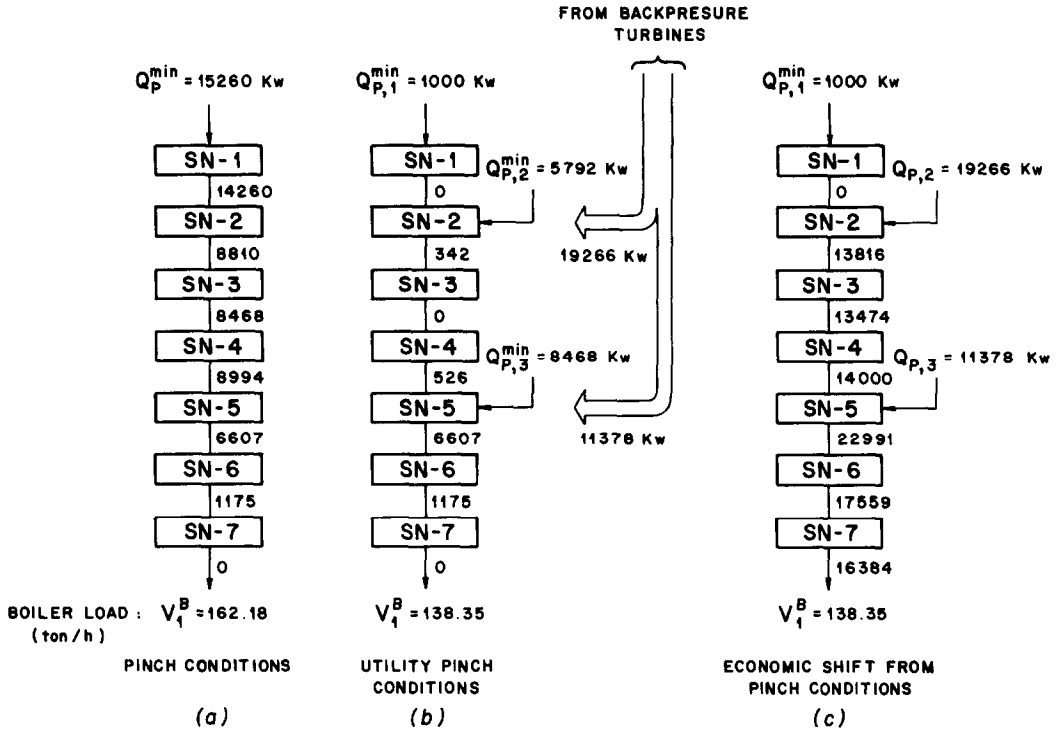 FROM BACKPRESURE
TURBINES
Q_P^min = 15260 Kw
SN-1
14260
SN-2
8810
SN-3
8468
SN-4
8994
SN-5
6607
SN-6
1175
SN-7
0
BOILER LOAD : V_1^B = 162.18
(ton/h)
PINCH CONDITIONS
(a)
Q_P,1^min = 1000 Kw
SN-1
Q_P,2^min = 5792 Kw
0
SN-2
342
SN-3
0
SN-4
Q_P,3^min = 8468 Kw
526
SN-5
6607
SN-6
1175
SN-7
0
V_1^B = 138.35
UTILITY PINCH
CONDITIONS
(b)
19266 Kw
11378 Kw
Q_P,1^min = 1000 Kw
SN-1
Q_P,2 = 19266 Kw
0
SN-2
13816
SN-3
13474
SN-4
Q_P,3 = 11378 Kw
14000
SN-5
22991
SN-6
17559
SN-7
16384
V_1^B = 138.35
ECONOMIC SHIFT FROM
PINCH CONDITIONS
(c)